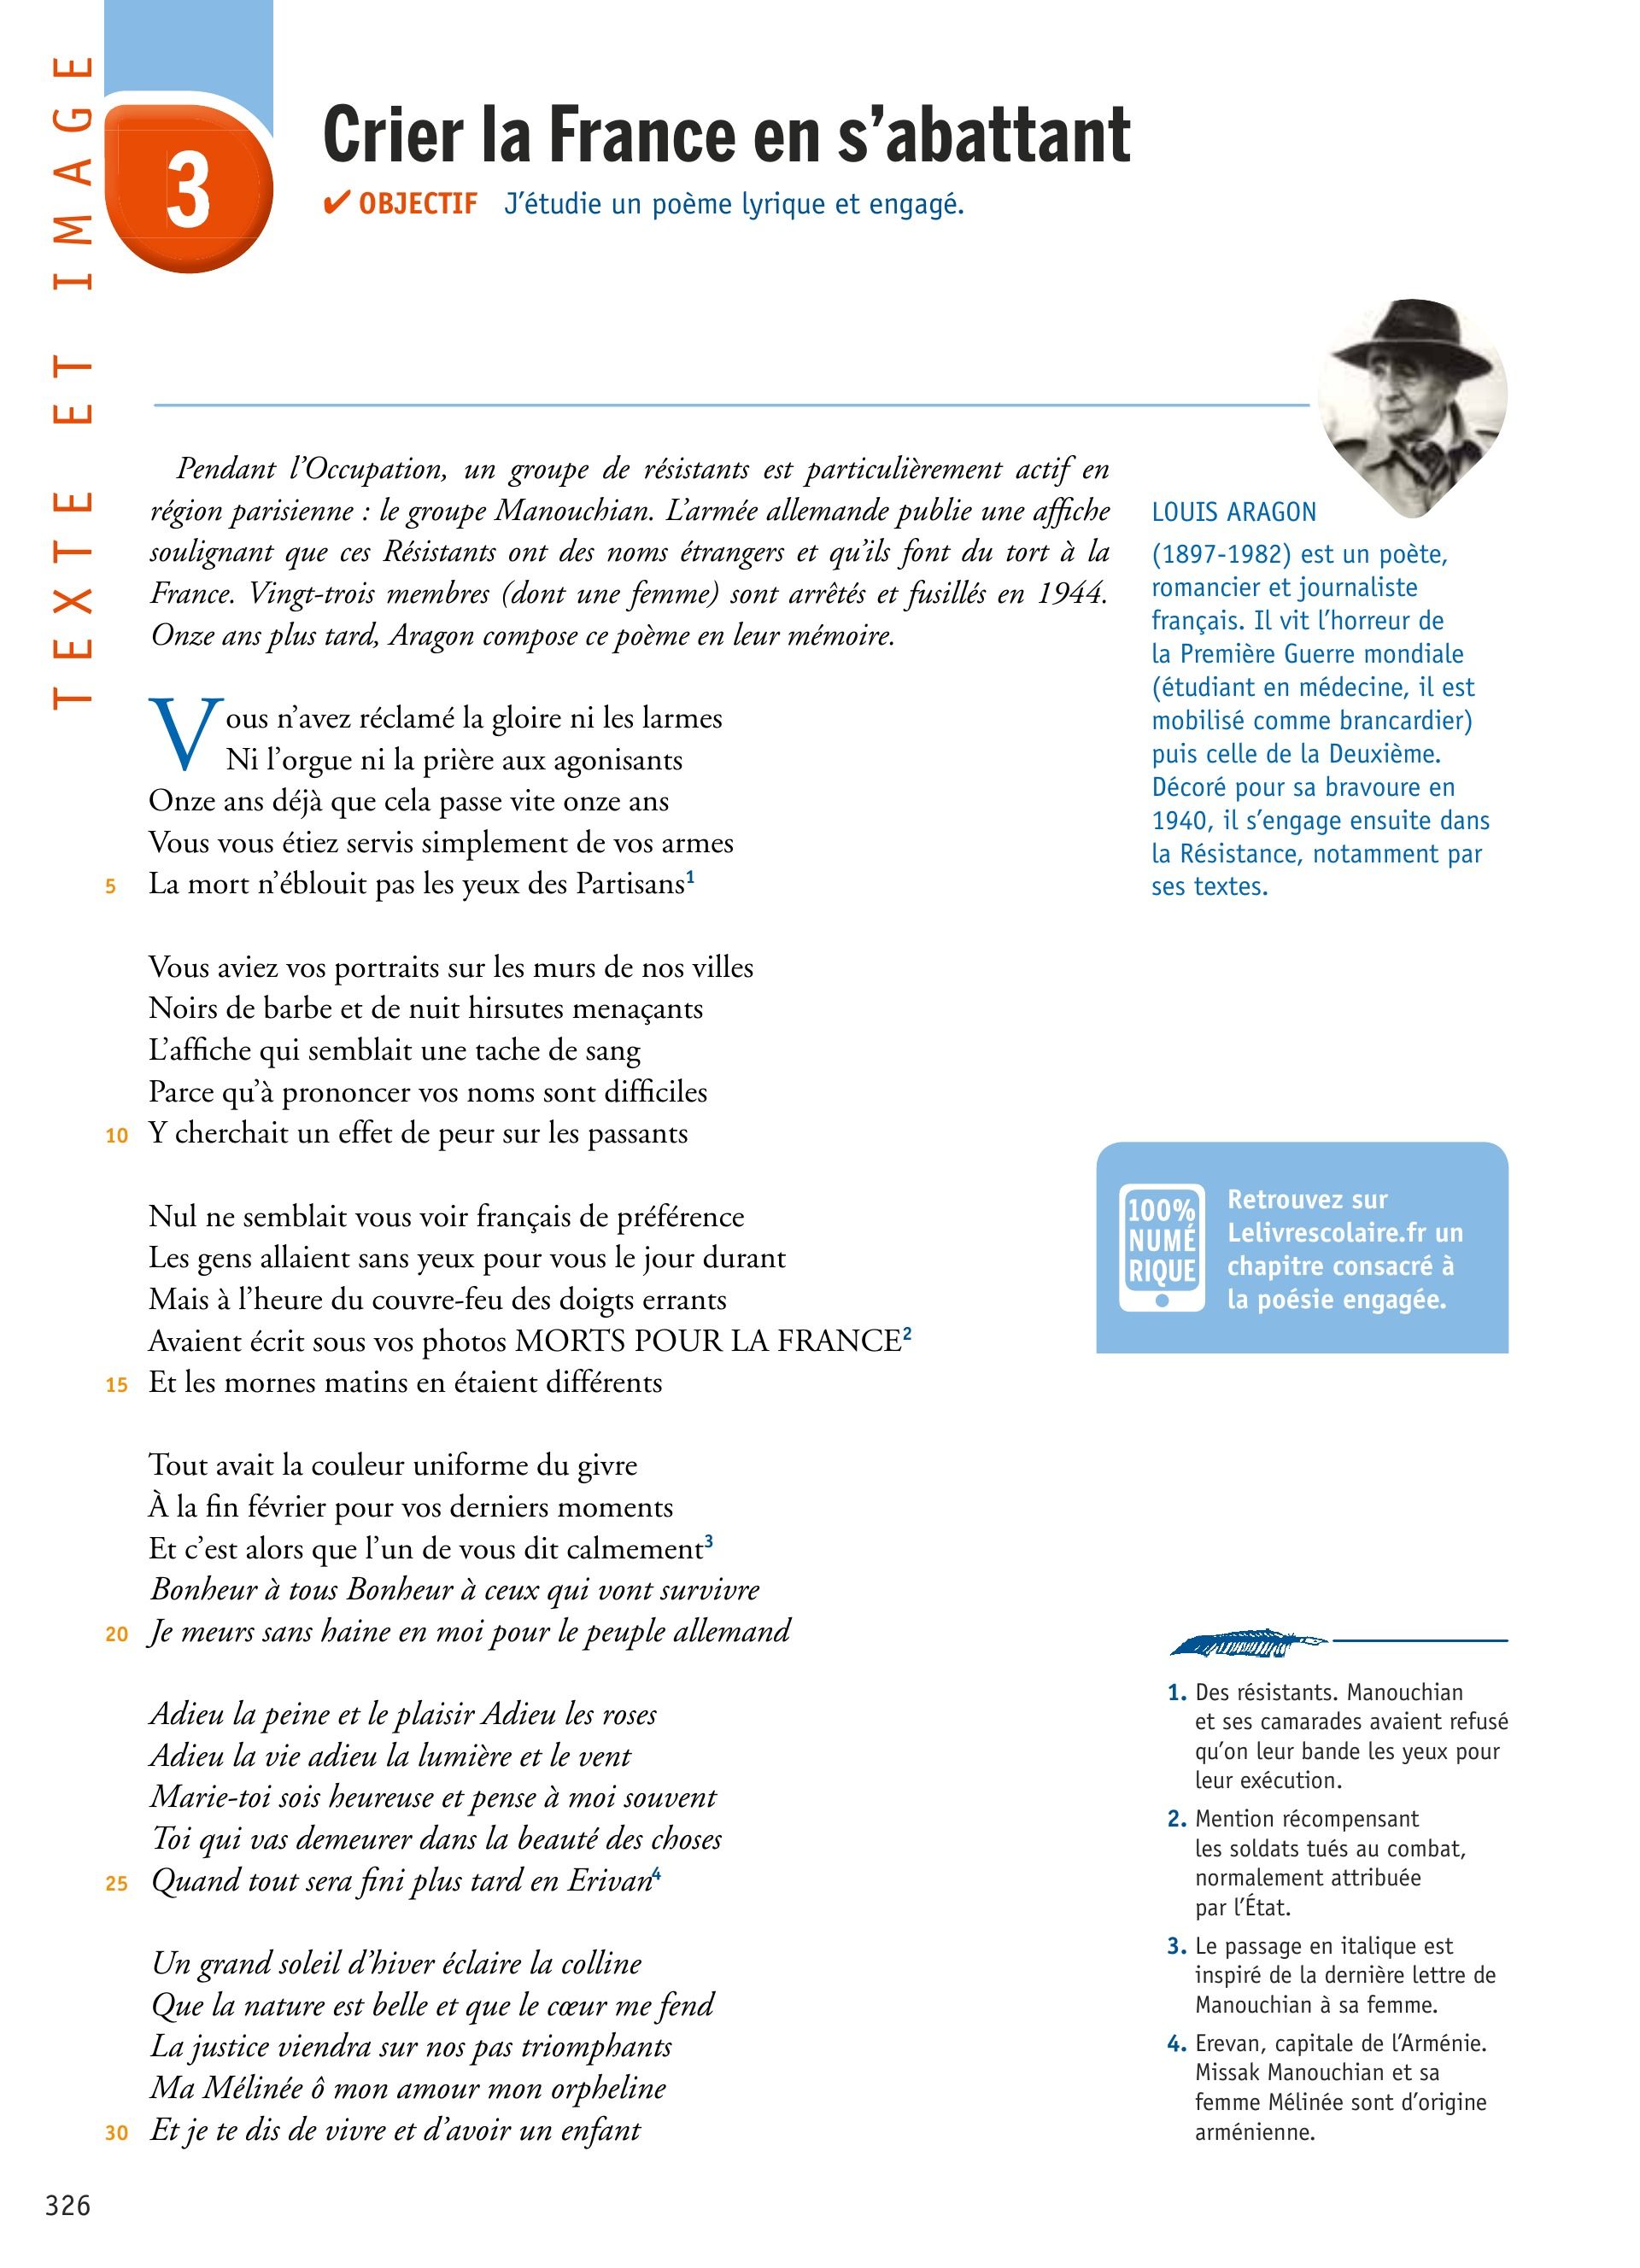 TEXTE ET IMAGE
3
Crier la France en s’abattant
✔ OBJECTIF J’étudie un poème lyrique et engagé.
Pendant l’Occupation, un groupe de résistants est particulièrement actif en
région parisienne : le groupe Manouchian. L’armée allemande publie une affiche
soulignant que ces Résistants ont des noms étrangers et qu’ils font du tort à la
France. Vingt-trois membres (dont une femme) sont arrêtés et fusillés en 1944.
Onze ans plus tard, Aragon compose ce poème en leur mémoire.
Vous n’avez réclamé la gloire ni les larmes
Ni l’orgue ni la prière aux agonisants
Onze ans déjà que cela passe vite onze ans
Vous vous étiez servis simplement de vos armes
5 La mort n’éblouit pas les yeux des Partisans1
Vous aviez vos portraits sur les murs de nos villes
Noirs de barbe et de nuit hirsutes menaçants
L’affiche qui semblait une tache de sang
Parce qu’à prononcer vos noms sont difficiles
10 Y cherchait un effet de peur sur les passants
Nul ne semblait vous voir français de préférence
Les gens allaient sans yeux pour vous le jour durant
Mais à l’heure du couvre-feu des doigts errants
Avaient écrit sous vos photos MORTS POUR LA FRANCE2
15 Et les mornes matins en étaient différents
Tout avait la couleur uniforme du givre
À la fin février pour vos derniers moments
Et c’est alors que l’un de vous dit calmement3
Bonheur à tous Bonheur à ceux qui vont survivre
20 Je meurs sans haine en moi pour le peuple allemand
Adieu la peine et le plaisir Adieu les roses
Adieu la vie adieu la lumière et le vent
Marie-toi sois heureuse et pense à moi souvent
Toi qui vas demeurer dans la beauté des choses
25 Quand tout sera fini plus tard en Erivan4
Un grand soleil d’hiver éclaire la colline
Que la nature est belle et que le cœur me fend
La justice viendra sur nos pas triomphants
Ma Mélinée ô mon amour mon orpheline
30 Et je te dis de vivre et d’avoir un enfant
LOUIS ARAGON
(1897-1982) est un poète,
romancier et journaliste
français. Il vit l’horreur de
la Première Guerre mondiale
(étudiant en médecine, il est
mobilisé comme brancardier)
puis celle de la Deuxième.
Décoré pour sa bravoure en
1940, il s’engage ensuite dans
la Résistance, notamment par
ses textes.
100%
NUMÉ
RIQUE
Retrouvez sur
Lelivrescolaire.fr un
chapitre consacré à
la poésie engagée.
1. Des résistants. Manouchian
et ses camarades avaient refusé
qu’on leur bande les yeux pour
leur exécution.
2. Mention récompensant
les soldats tués au combat,
normalement attribuée
par l’État.
3. Le passage en italique est
inspiré de la dernière lettre de
Manouchian à sa femme.
4. Erevan, capitale de l’Arménie.
Missak Manouchian et sa
femme Mélinée sont d’origine
arménienne.
326